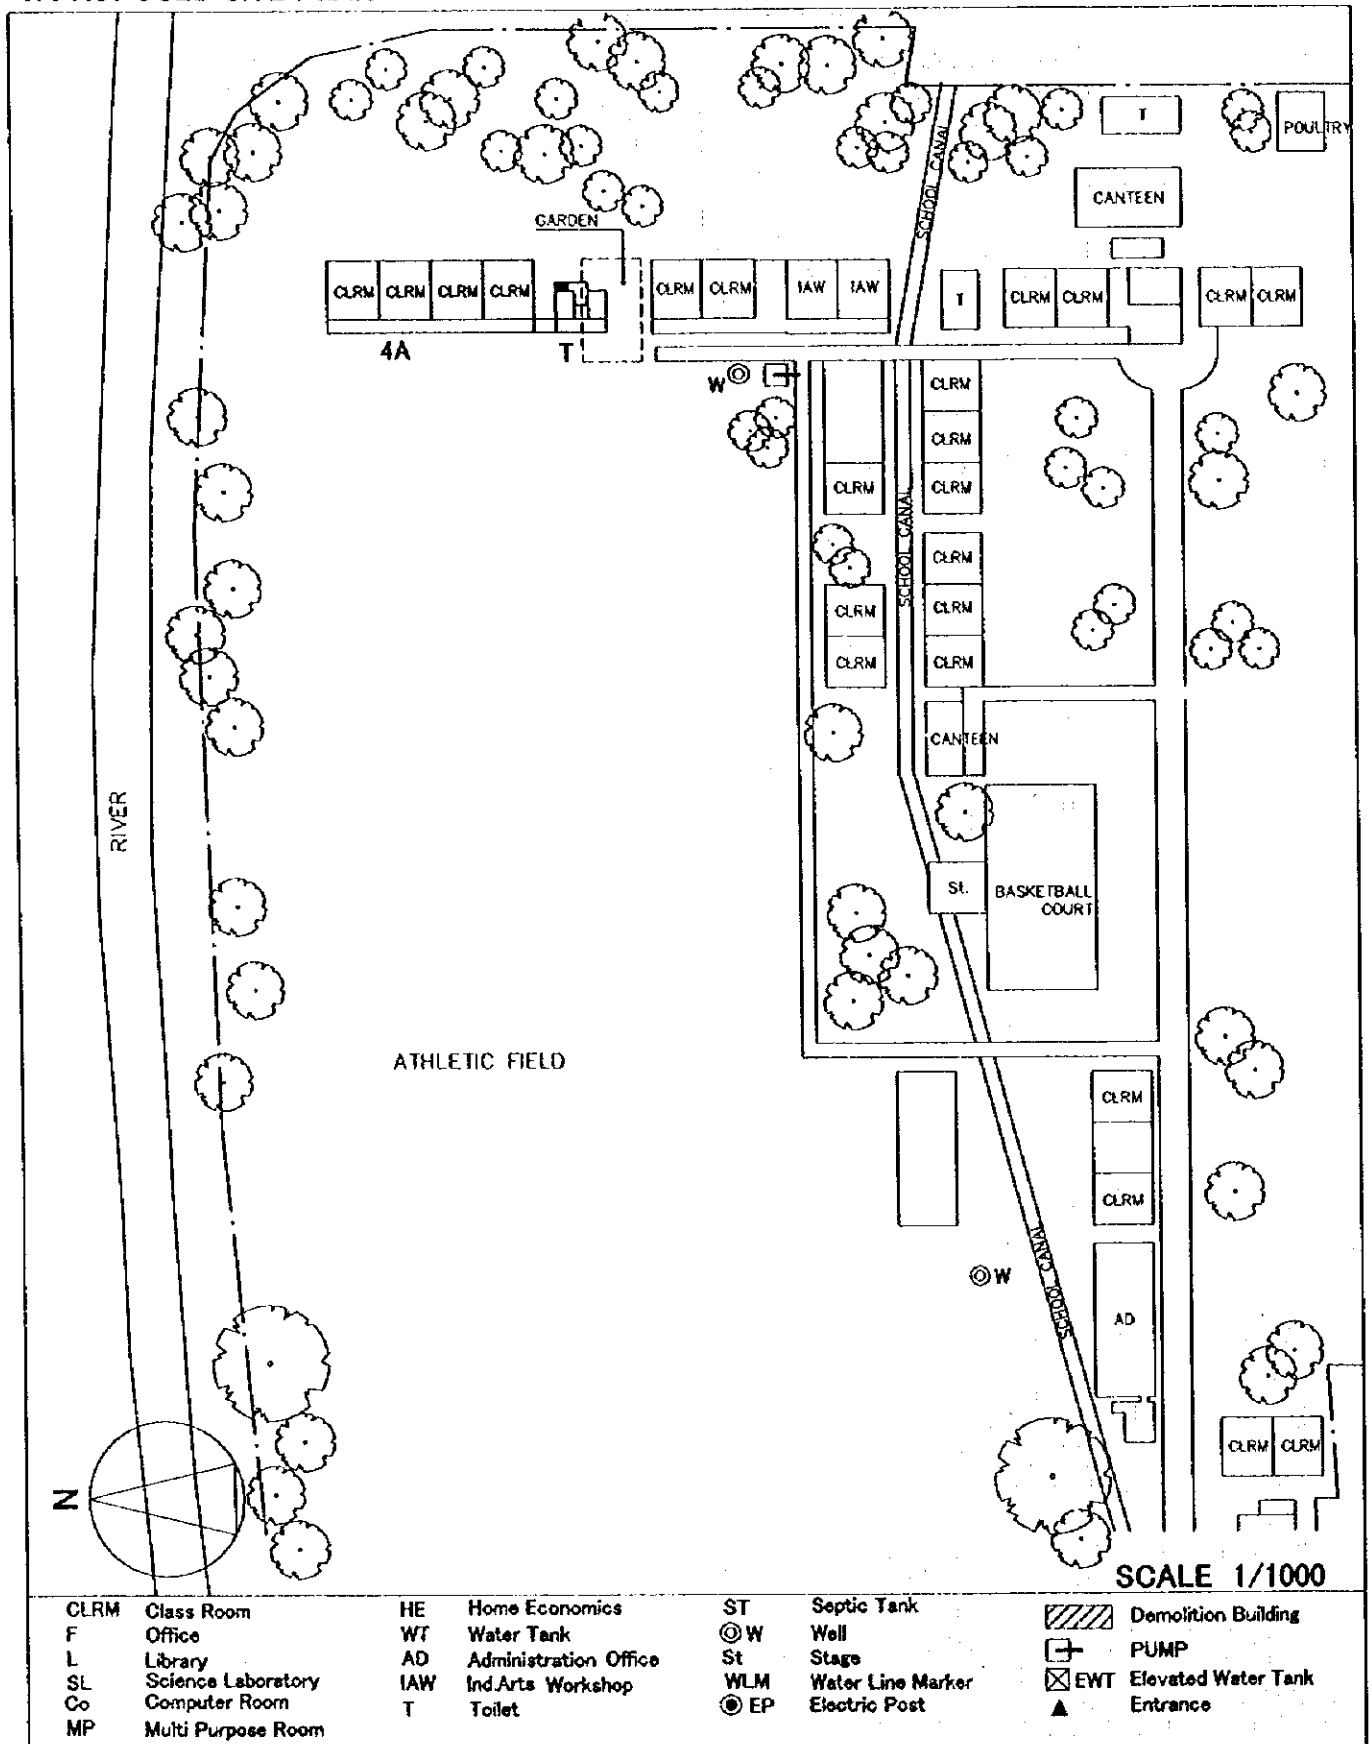 T
POULTRY
CANTEEN
SCHOOL CANAL
GARDEN
CLRM CLRM CLRM CLRM
CLRM CLRM
IAW IAW
T
CLRM CLRM
CLRM CLRM
4A
T
W
CLRM
CLRM
CLRM
CLRM
SCHOOL CANAL
CLRM
CLRM
CLRM
CLRM
CLRM
CANTEEN
RIVER
St.
BASKETBALL
COURT
ATHLETIC FIELD
CLRM
CLRM
SCHOOL CANAL
W
AD
CLRM CLRM
N
SCALE 1/1000
CLRM Class Room
F Office
L Library
SL Science Laboratory
Co Computer Room
MP Multi Purpose Room
HE Home Economics
WT Water Tank
AD Administration Office
IAW Ind.Arts Workshop
T Toilet
ST Septic Tank
W Well
St Stage
WLM Water Line Marker
EP Electric Post
Demolition Building
PUMP
EWT Elevated Water Tank
Entrance